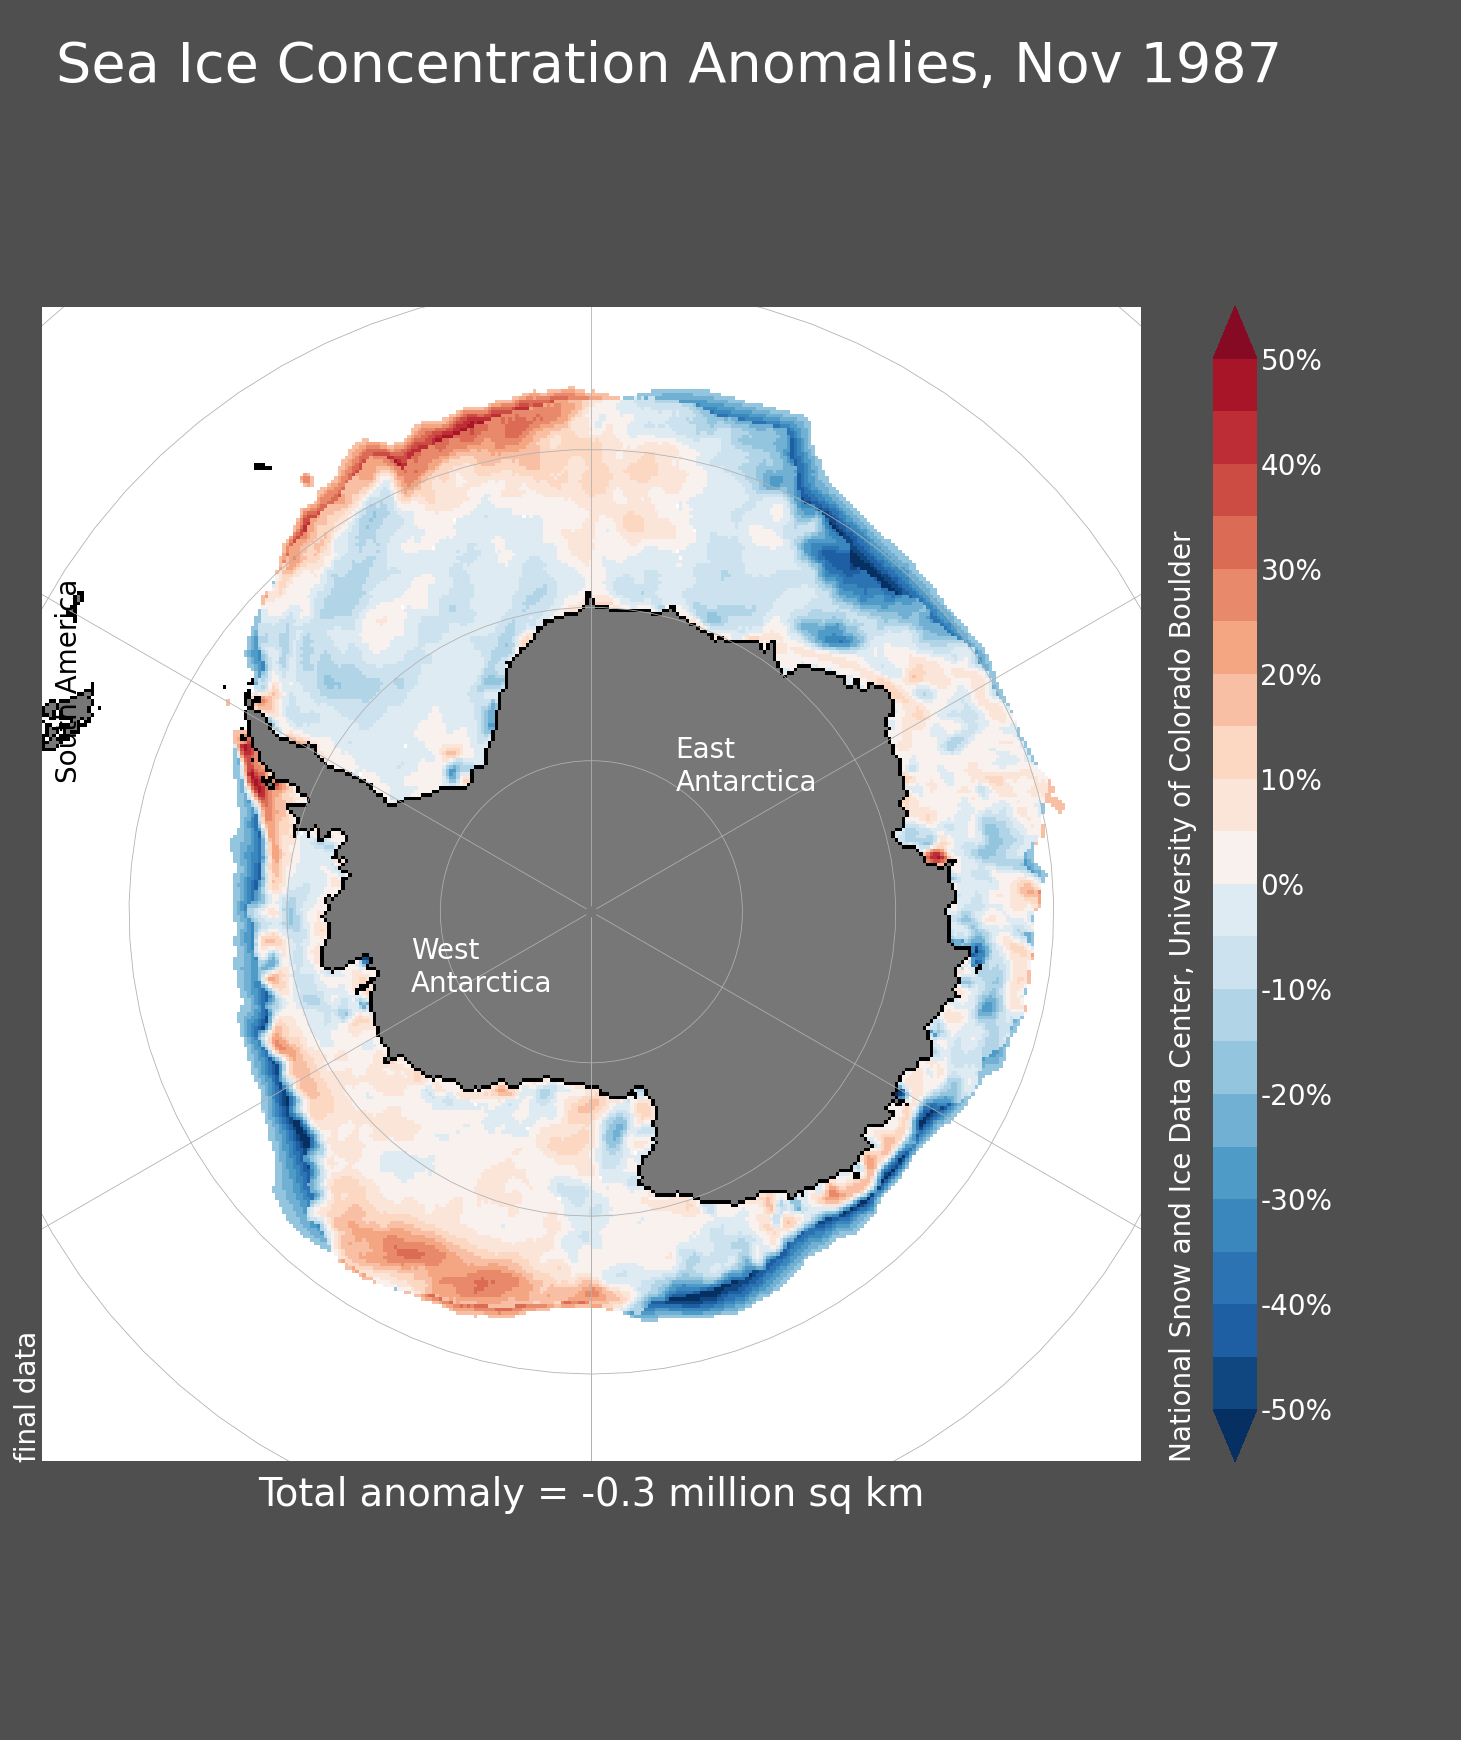 Sea Ice Concentration Anomalies, Nov 1987
South America
East
Antarctica
West
Antarctica
final data
National Snow and Ice Data Center, University of Colorado Boulder
50%
40%
30%
20%
10%
0%
-10%
-20%
-30%
-40%
-50%
Total anomaly = -0.3 million sq km